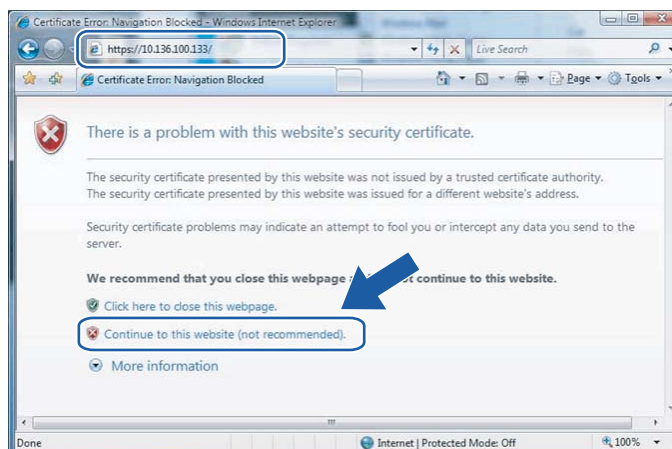 Certificate Error: Navigation Blocked - Windows Internet Explorer
https://10.136.100.133/
Live Search
Certificate Error: Navigation Blocked
Page
Tools
There is a problem with this website's security certificate.
The security certificate presented by this website was not issued by a trusted certificate authority.
The security certificate presented by this website was issued for a different website's address.
Security certificate problems may indicate an attempt to fool you or intercept any data you send to the
server.
We recommend that you close this webpage continue to this website.
Click here to close this webpage.
Continue to this website (not recommended).
More information
Done
Internet | Protected Mode: Off
100%